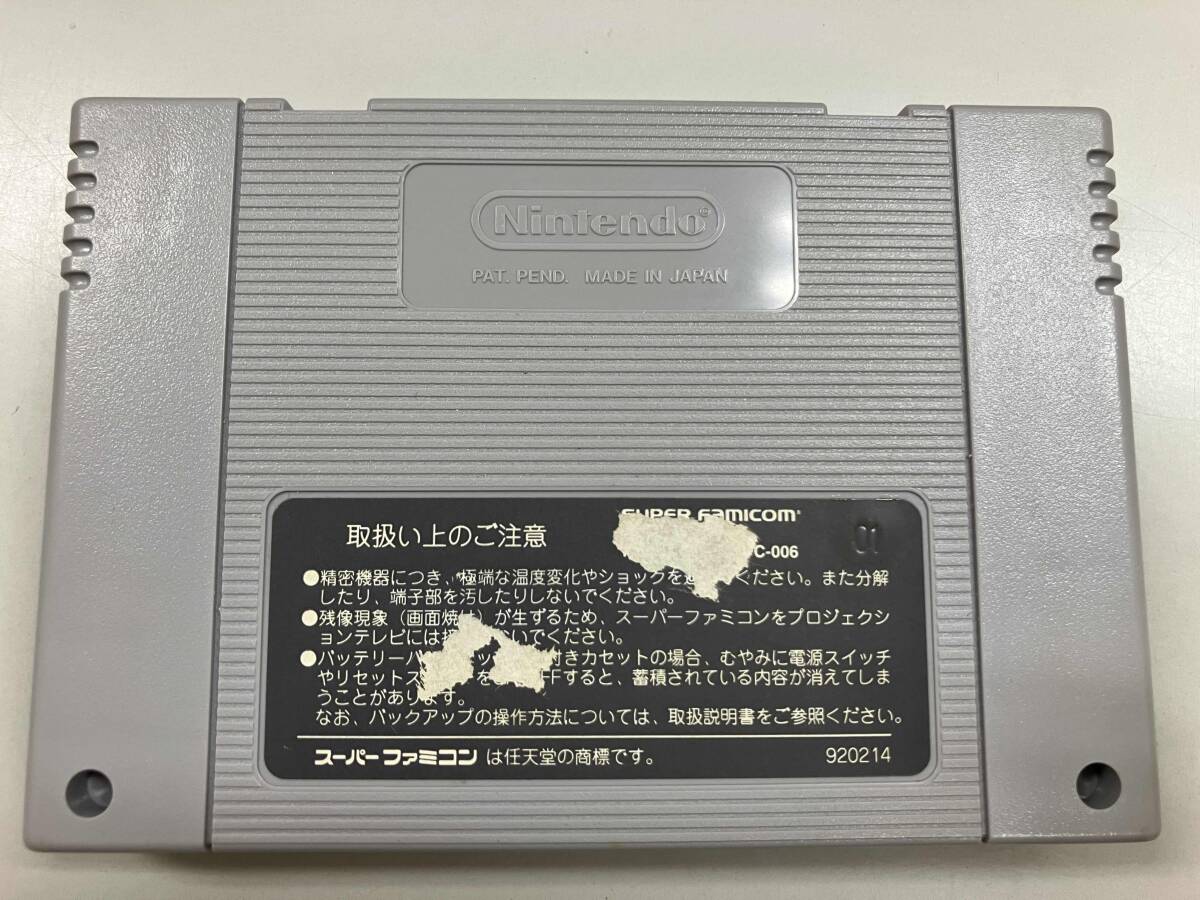 Nintendo®
PAT. PEND. MADE IN JAPAN
取扱い上のご注意
SUPER FAMICOM
C-006
01
●精密機器につき、極端な温度変化やショックを ください。また分解
したり、端子部を汚したりしないでください。
●残像現象（画面焼け）が生ずるため、スーパーファミコンをプロジェクシ
ョンテレビには いでください。
●バッテリーバ ッ 付きカセットの場合、むやみに電源スイッチ
やリセットス を FFすると、蓄積されている内容が消えてしま
うことがあります。
なお、バックアップの操作方法については、取扱説明書をご参照ください。
スーパーファミコン は任天堂の商標です。
920214